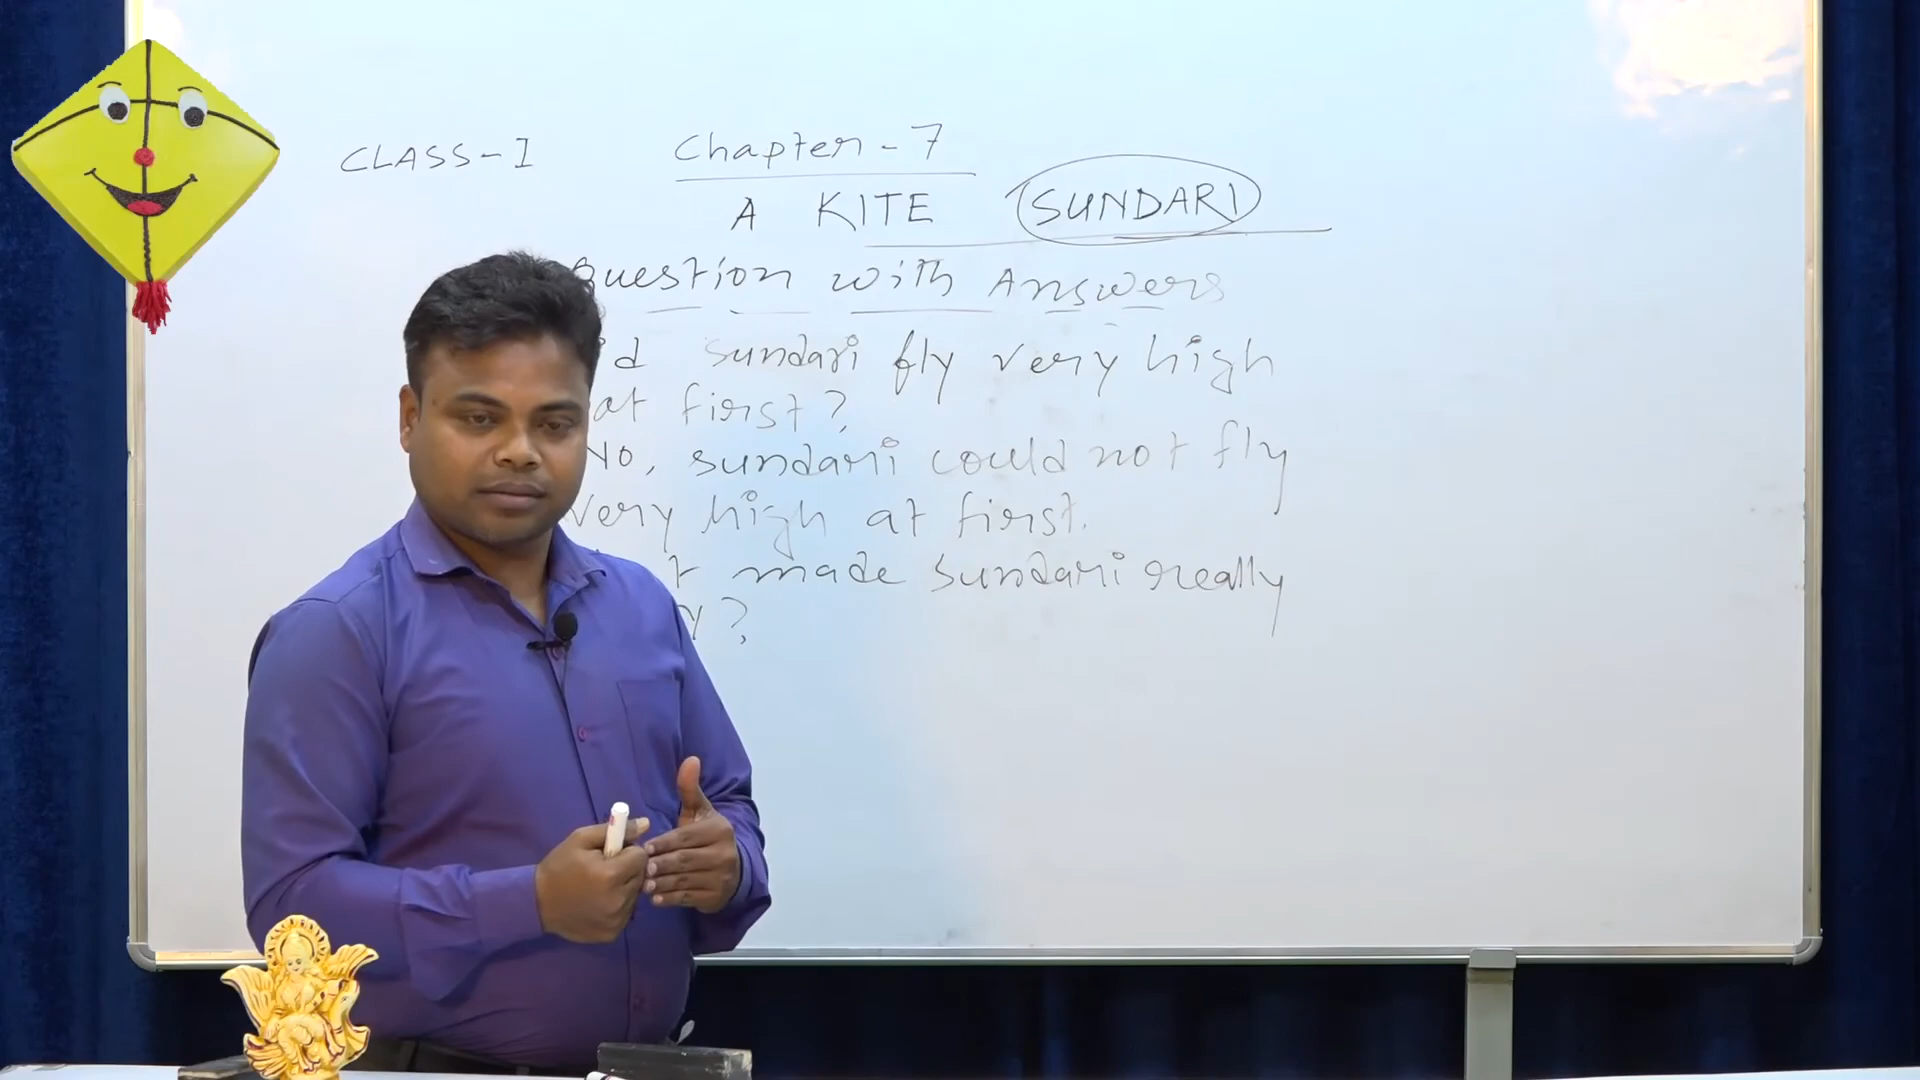 CLASS-I
Chapter-7
A KITE SUNDARI
Question with Answers
sundari fly very high
at first?
No, sundari could not fly
very high at first.
made sundari really